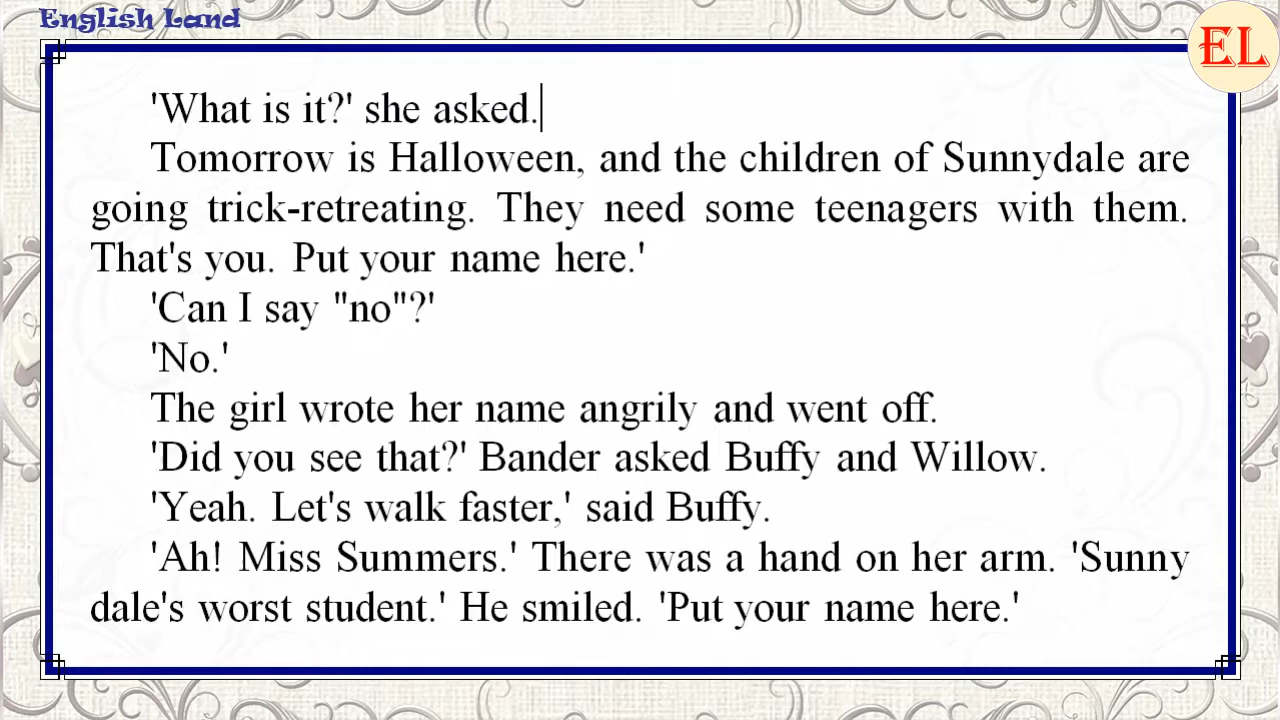 English Land
EL
'What is it?' she asked.
Tomorrow is Halloween, and the children of Sunnydale are
going trick-retreating. They need some teenagers with them.
That's you. Put your name here.'
'Can I say "no"?'
'No.'
The girl wrote her name angrily and went off.
'Did you see that?' Bander asked Buffy and Willow.
'Yeah. Let's walk faster,' said Buffy.
'Ah! Miss Summers.' There was a hand on her arm. 'Sunny
dale's worst student.' He smiled. 'Put your name here.'